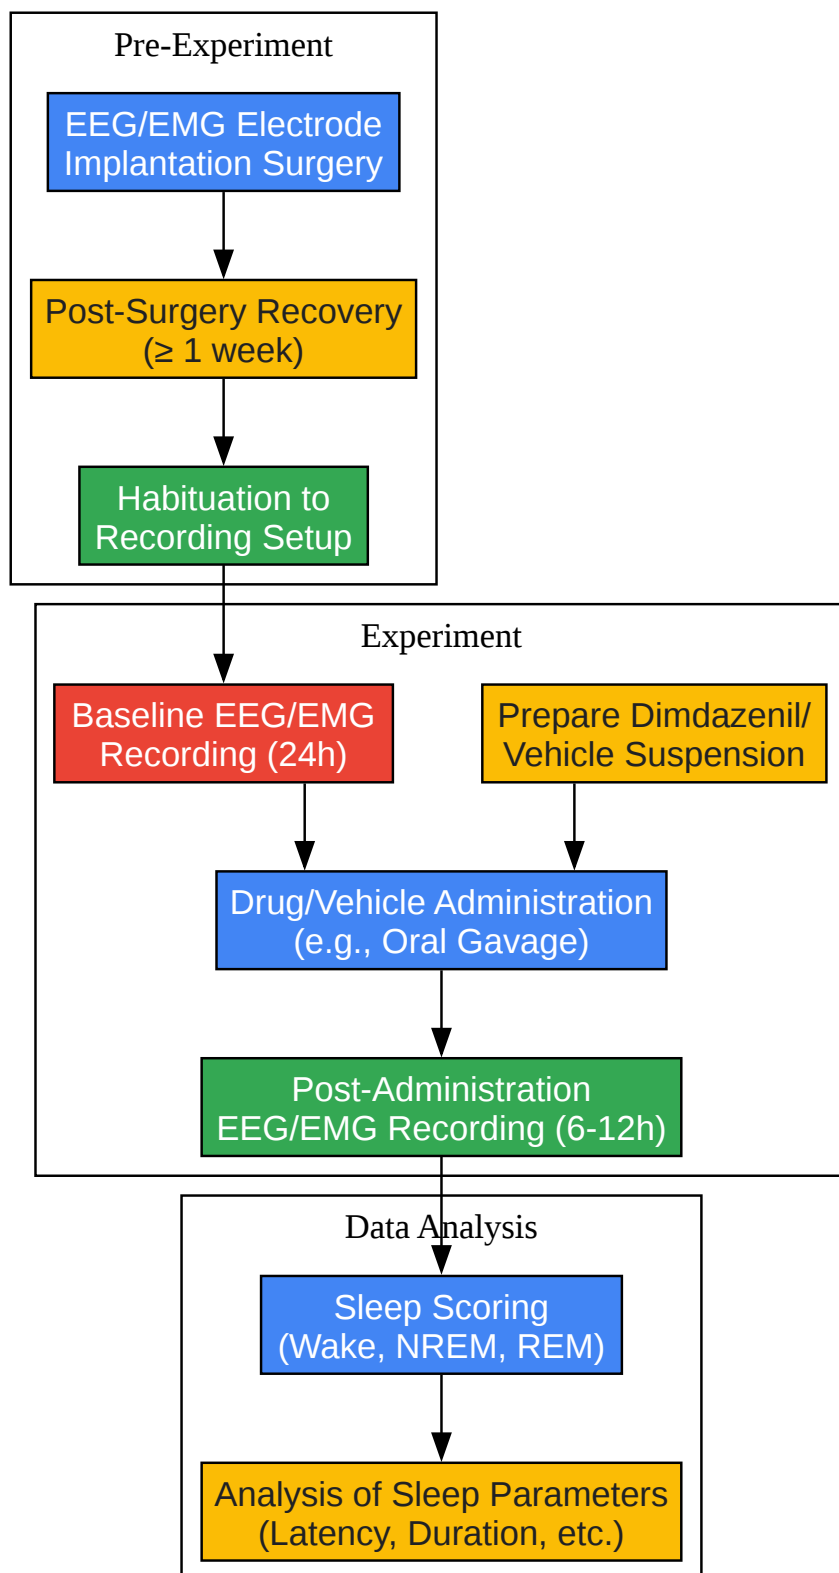 Pre-Experiment
EEG/EMG Electrode
Implantation Surgery
Post-Surgery Recovery
(≥ 1 week)
Habituation to
Recording Setup
Experiment
Baseline EEG/EMG
Recording (24h)
Prepare Dimdazenil/
Vehicle Suspension
Drug/Vehicle Administration
(e.g., Oral Gavage)
Post-Administration
EEG/EMG Recording (6-12h)
Data Analysis
Sleep Scoring
(Wake, NREM, REM)
Analysis of Sleep Parameters
(Latency, Duration, etc.)